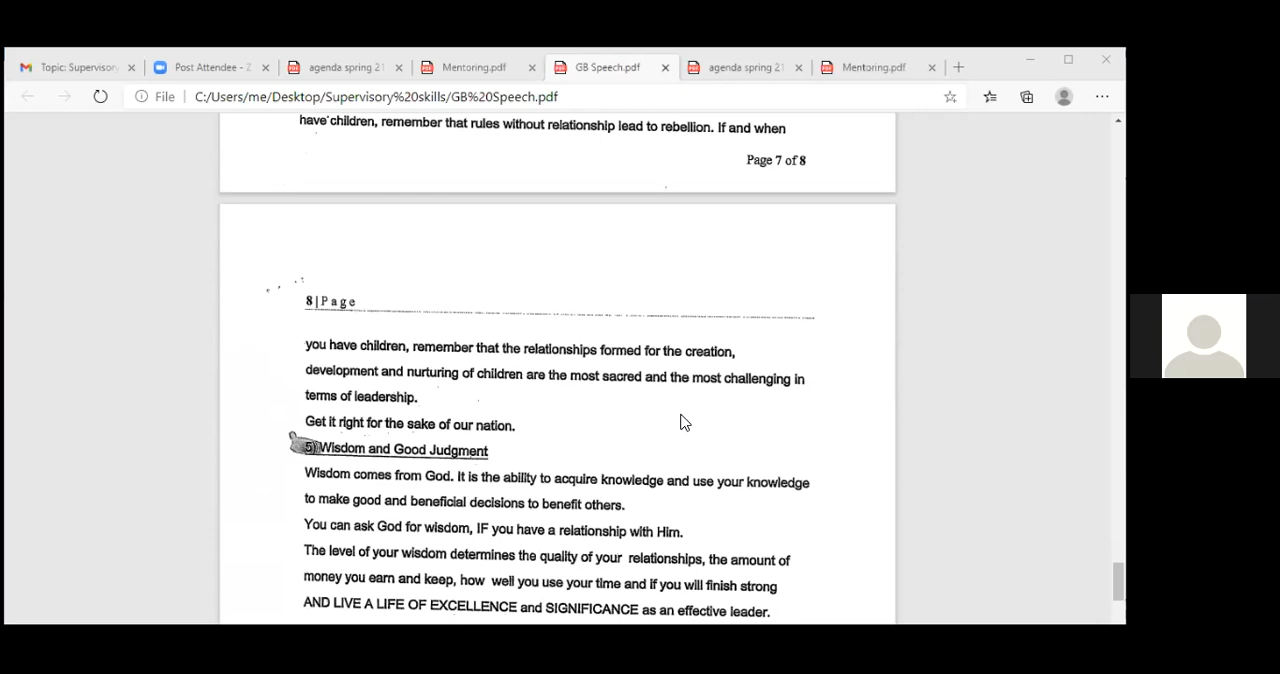 Topic: Supervisory
Post Attendee - Z
agenda spring 21
Mentoring.pdf
GB Speech.pdf
agenda spring 21
Mentoring.pdf
File
C:/Users/me/Desktop/Supervisory%20skills/GB%20Speech.pdf
have children, remember that rules without relationship lead to rebellion. If and when
Page 7 of 8
8|Page
you have children, remember that the relationships formed for the creation,
development and nurturing of children are the most sacred and the most challenging in
terms of leadership.
Get it right for the sake of our nation.
5) Wisdom and Good Judgment
Wisdom comes from God. It is the ability to acquire knowledge and use your knowledge
to make good and beneficial decisions to benefit others.
You can ask God for wisdom, IF you have a relationship with Him.
The level of your wisdom determines the quality of your relationships, the amount of
money you earn and keep, how well you use your time and if you will finish strong
AND LIVE A LIFE OF EXCELLENCE and SIGNIFICANCE as an effective leader.